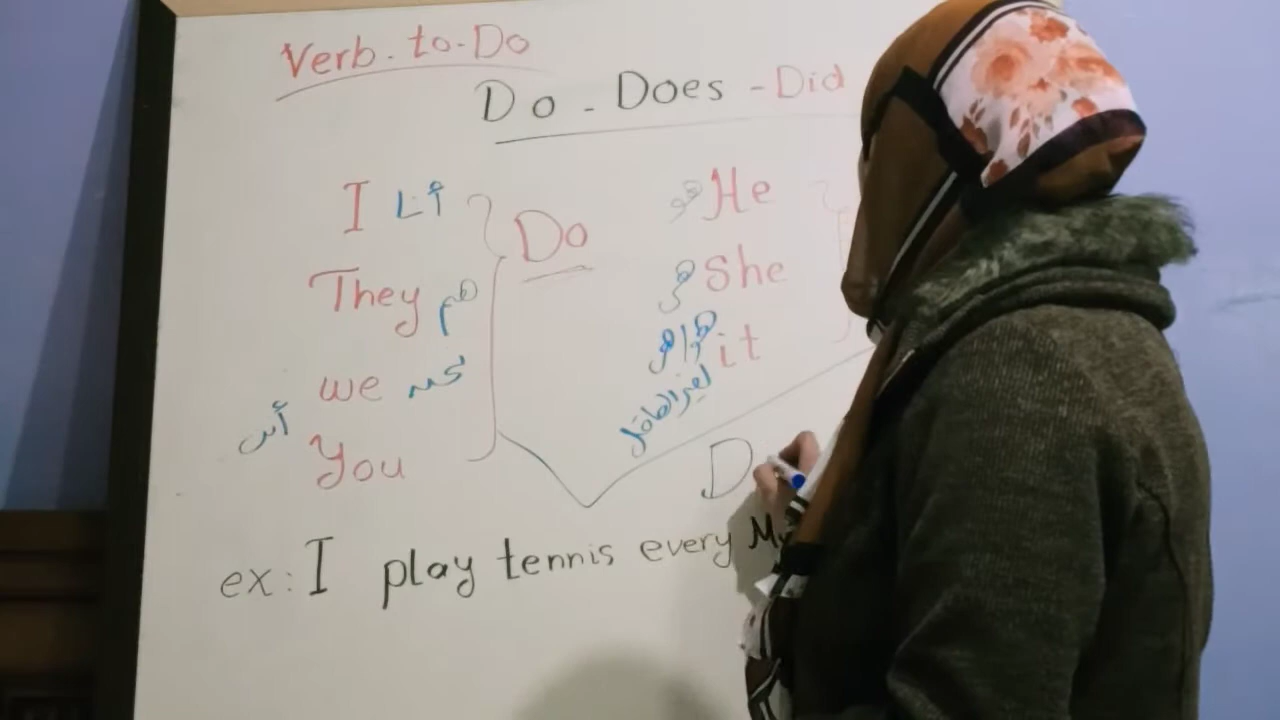 Verb-to-Do
Do - Does - Did
I أنا
They هم
we نحن
أنت
You
Do
هو He
هي She
هو او هي it
لغير العاقل
D
ex: I play tennis every